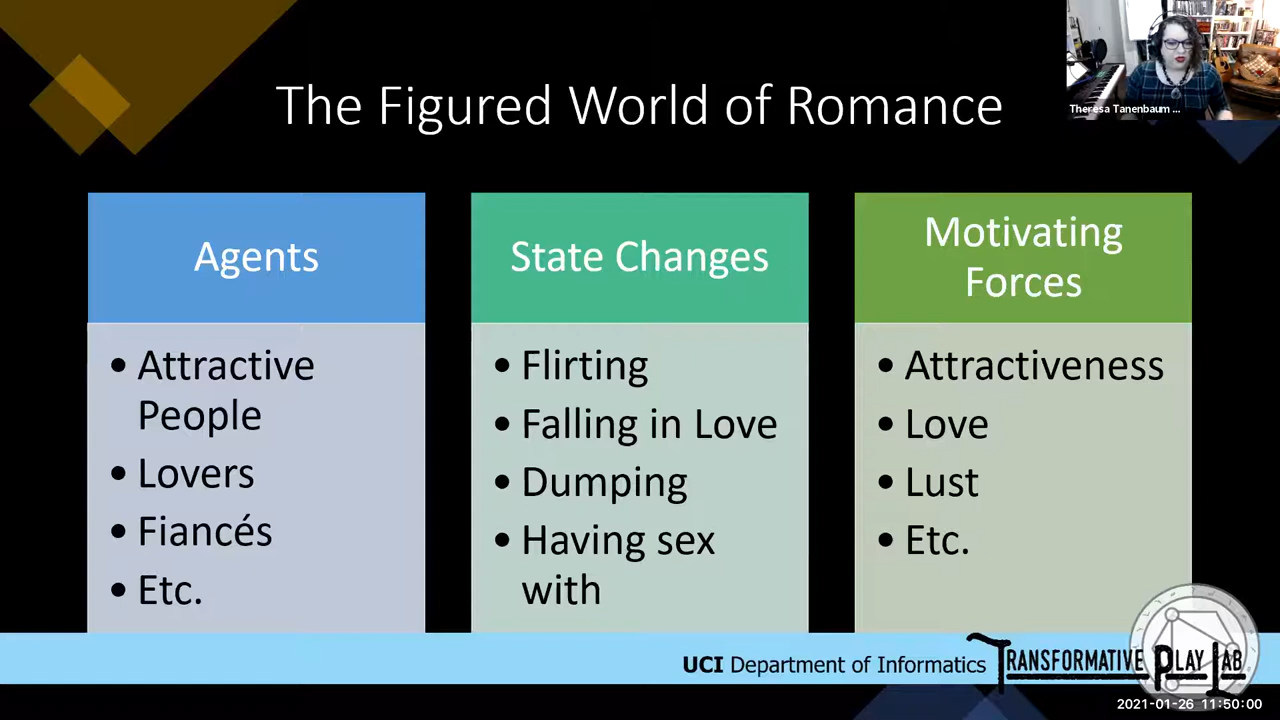 The Figured World of Romance
Theresa Tanenbaum ...
Agents
• Attractive
People
• Lovers
• Fiancés
• Etc.
State Changes
• Flirting
• Falling in Love
• Dumping
• Having sex
with
Motivating
Forces
• Attractiveness
• Love
• Lust
• Etc.
UCI Department of Informatics
TRANSFORMATIVE PLAY LAB
2021-01-26 11:50:00